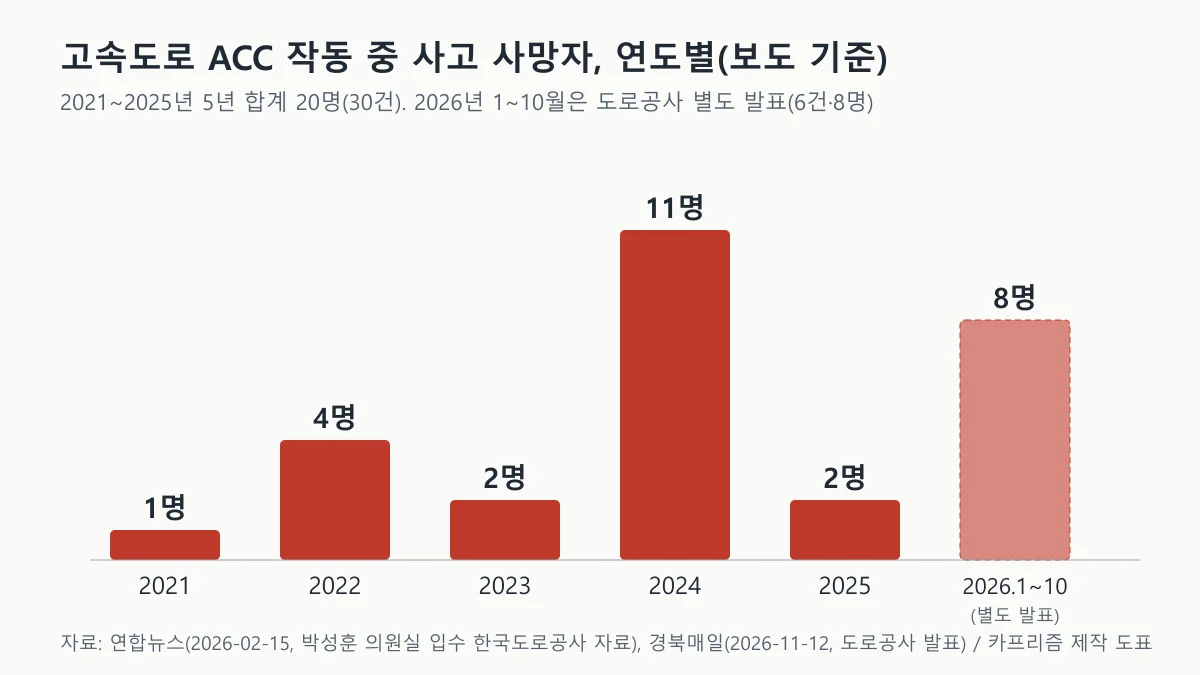 고속도로 ACC 작동 중 사고 사망자, 연도별(보도 기준)
2021~2025년 5년 합계 20명(30건). 2026년 1~10월은 도로공사 별도 발표(6건·8명)
1명
4명
2명
11명
2명
8명
2021
2022
2023
2024
2025
2026.1~10
(별도 발표)
자료: 연합뉴스(2026-02-15, 박성훈 의원실 입수 한국도로공사 자료), 경북매일(2026-11-12, 도로공사 발표) / 카프리즘 제작 도표